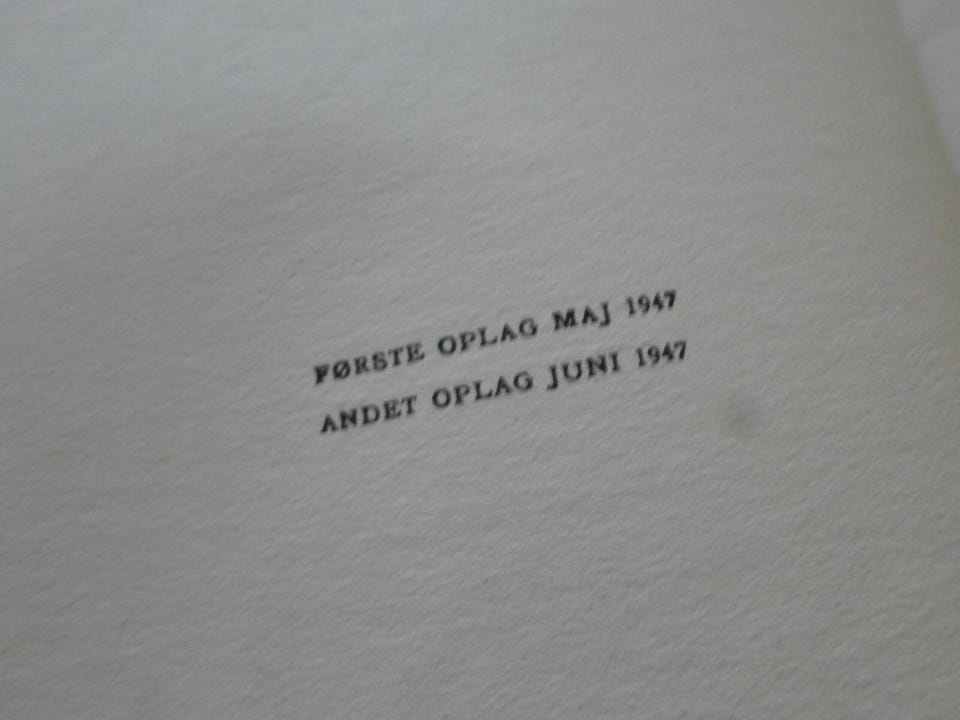 FØRSTE OPLAG MAJ 1947
ANDET OPLAG JUNI 1947